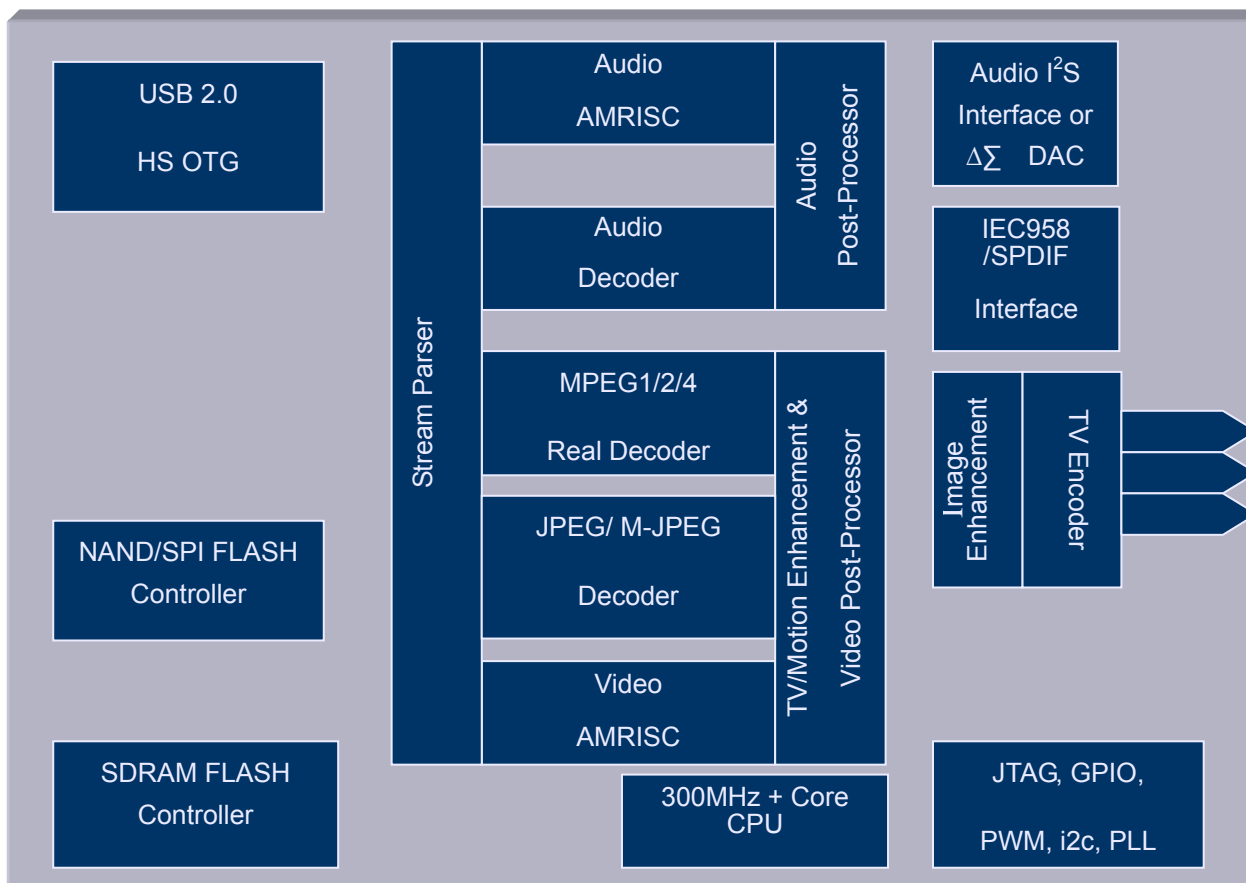 USB 2.0
HS OTG
NAND/SPI FLASH
Controller
SDRAM FLASH
Controller
Stream Parser
Audio
AMRISC
Audio
Decoder
MPEG1/2/4
Real Decoder
JPEG/ M-JPEG
Decoder
Video
AMRISC
Audio
Post-Processor
TV/Motion Enhancement &
Video Post-Processor
300MHz + Core
CPU
Audio I²S
Interface or
∆∑ DAC
IEC958
/SPDIF
Interface
Image
Enhancement
TV Encoder
JTAG, GPIO,
PWM, i2c, PLL